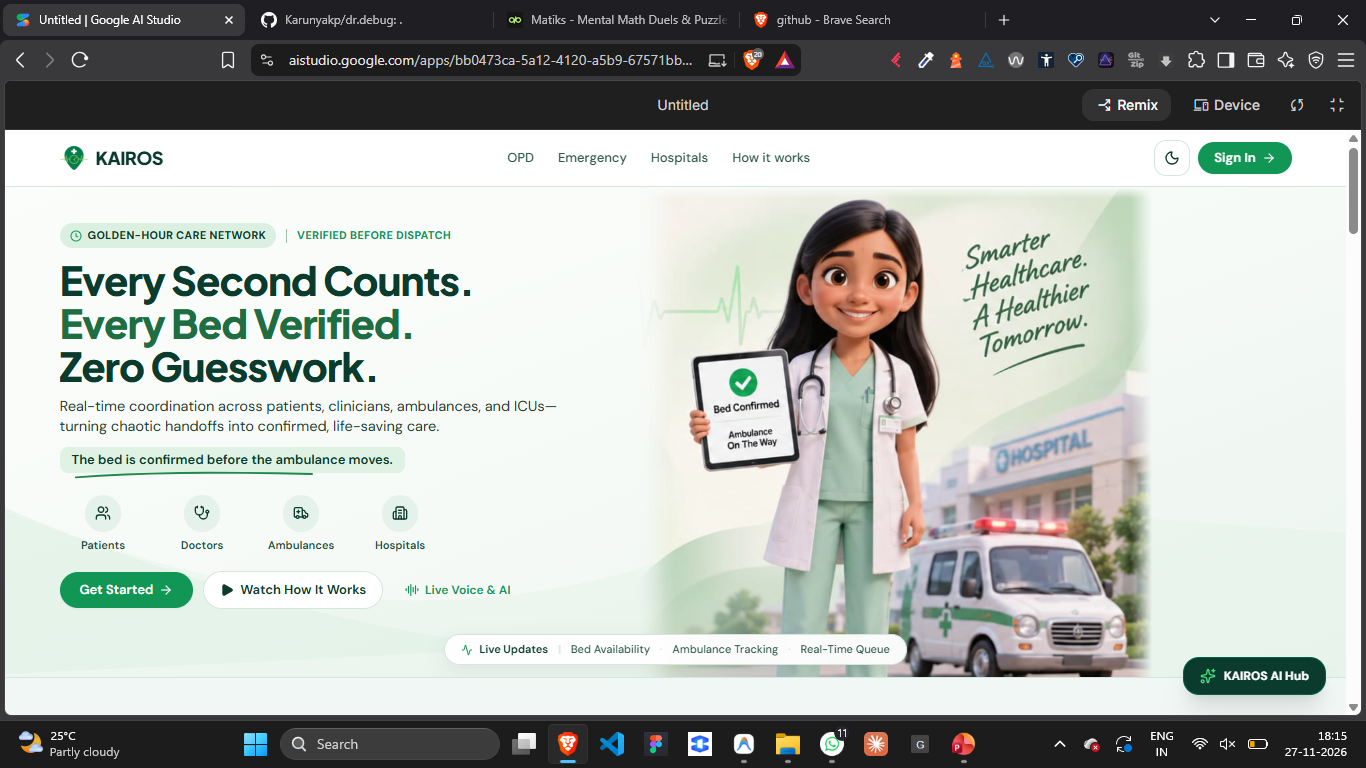 Untitled | Google AI Studio
Karunyakp/dr.debug: .
Matiks - Mental Math Duels & Puzzle
github - Brave Search
aistudio.google.com/apps/bb0473ca-5a12-4120-a5b9-67571bb...
20
Git
Zip
Untitled
Remix
Device
KAIROS
OPD
Emergency
Hospitals
How it works
Sign In
GOLDEN-HOUR CARE NETWORK
VERIFIED BEFORE DISPATCH
Every Second Counts.
Every Bed Verified.
Zero Guesswork.
Real-time coordination across patients, clinicians, ambulances, and ICUs—
turning chaotic handoffs into confirmed, life-saving care.
The bed is confirmed before the ambulance moves.
Patients
Doctors
Ambulances
Hospitals
Get Started
Watch How It Works
Live Voice & AI
Smarter
Healthcare.
A Healthier
Tomorrow.
Bed Confirmed
Ambulance
On The Way
HOSPITAL
Live Updates
Bed Availability
Ambulance Tracking
Real-Time Queue
KAIROS AI Hub
25°C
Partly cloudy
Search
11
G
P
ENG
IN
18:15
27-11-2026